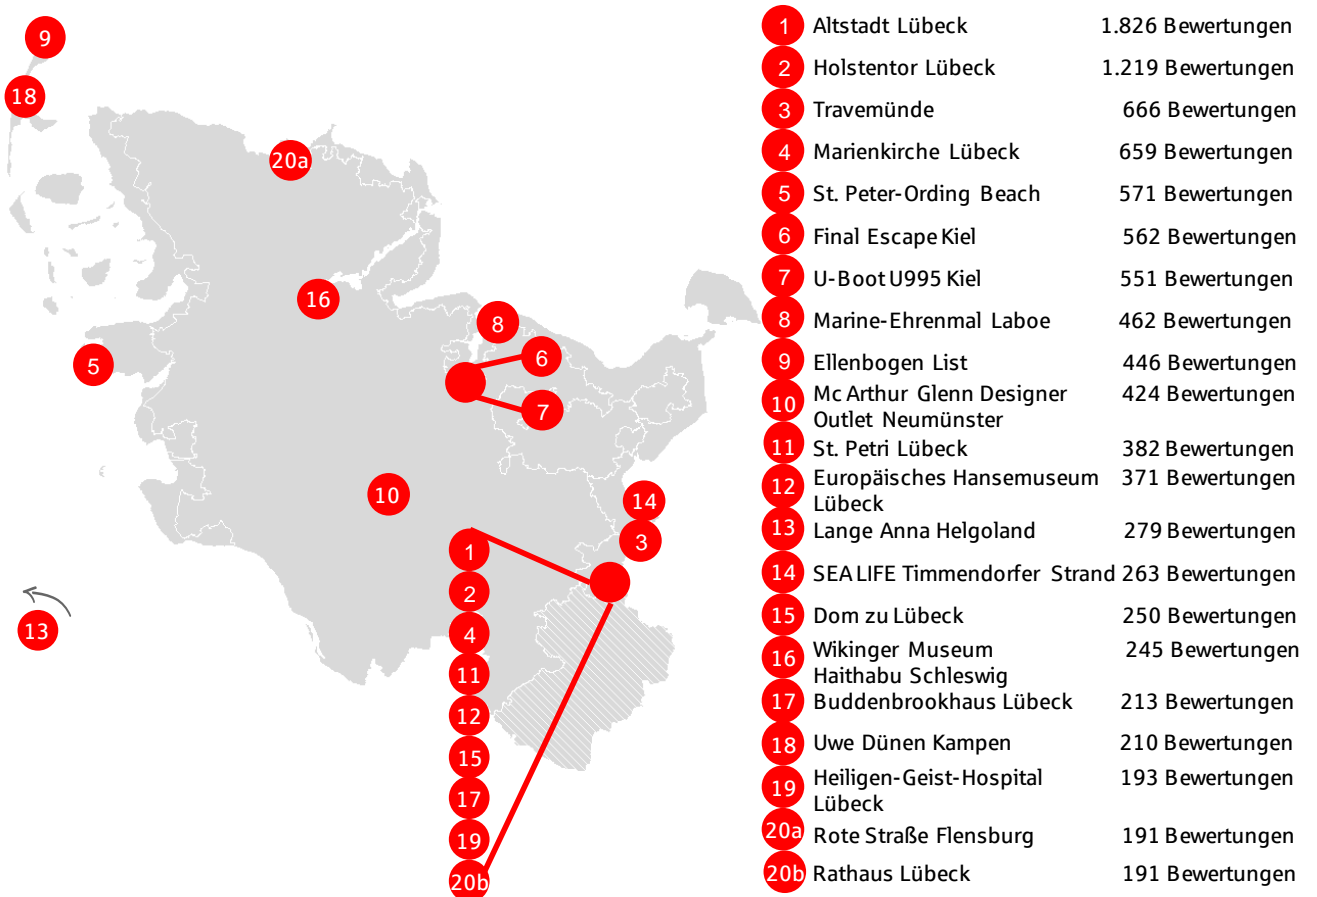 9
18
20a
16
8
5
6
7
10
14
3
1
2
13
4
11
12
15
17
19
20b
1 Altstadt Lübeck 1.826 Bewertungen
2 Holstentor Lübeck 1.219 Bewertungen
3 Travemünde 666 Bewertungen
4 Marienkirche Lübeck 659 Bewertungen
5 St. Peter-Ording Beach 571 Bewertungen
6 Final Escape Kiel 562 Bewertungen
7 U-Boot U995 Kiel 551 Bewertungen
8 Marine-Ehrenmal Laboe 462 Bewertungen
9 Ellenbogen List 446 Bewertungen
10 Mc Arthur Glenn Designer 424 Bewertungen
Outlet Neumünster
11 St. Petri Lübeck 382 Bewertungen
12 Europäisches Hansemuseum 371 Bewertungen
Lübeck
13 Lange Anna Helgoland 279 Bewertungen
14 SEA LIFE Timmendorfer Strand 263 Bewertungen
15 Dom zu Lübeck 250 Bewertungen
16 Wikinger Museum 245 Bewertungen
Haithabu Schleswig
17 Buddenbrookhaus Lübeck 213 Bewertungen
18 Uwe Dünen Kampen 210 Bewertungen
19 Heiligen-Geist-Hospital 193 Bewertungen
Lübeck
20a Rote Straße Flensburg 191 Bewertungen
20b Rathaus Lübeck 191 Bewertungen